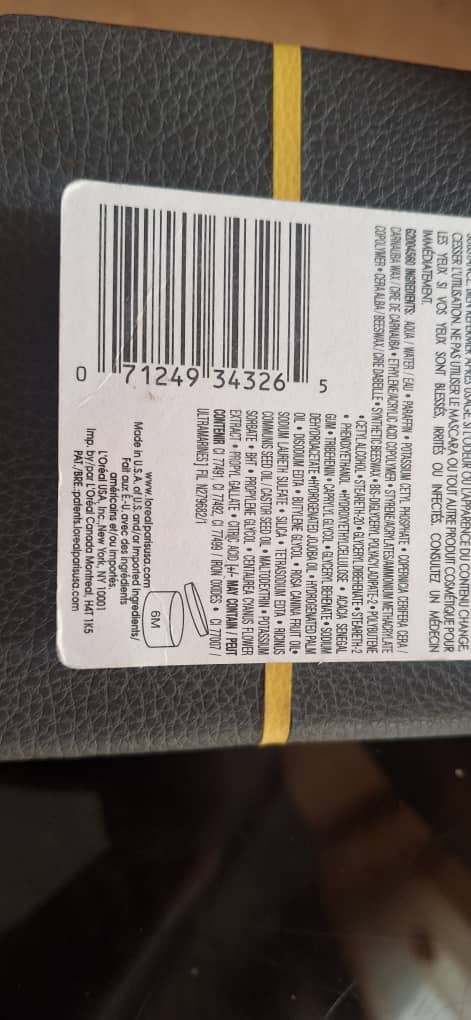 CESSER L'UTILISATION. NE PAS UTILISER LE MASCARA OU TOUT AUTRE PRODUIT COSMÉTIQUE POUR
LES YEUX SI VOS YEUX SONT BLESSÉS, IRRITÉS OU INFECTÉS. CONSULTEZ UN MÉDECIN
IMMÉDIATEMENT.
G2004580 INGREDIENTS: AQUA / WATER / EAU • PARAFFIN • POTASSIUM CETYL PHOSPHATE • COPERNICIA CERIFERA CERA /
CARNAUBA WAX / CIRE DE CARNAUBA • ETHYLENE/ACRYLIC ACID COPOLYMER • STYRENE/ACRYLATES/AMMONIUM METHACRYLATE
COPOLYMER • CERA ALBA / BEESWAX / CIRE D'ABEILLE • SYNTHETIC BEESWAX • BIS-DIGLYCERYL POLYACYLADIPATE-2 • POLYBUTENE
• CETYL ALCOHOL • STEARETH-20 • GLYCERYL DIBEHENATE • STEARETH-2
• PHENOXYETHANOL • HYDROXYETHYLCELLULOSE • ACACIA SENEGAL
GUM • TRIBEHENIN • CAPRYLYL GLYCOL • GLYCERYL BEHENATE • SODIUM
DEHYDROACETATE • HYDROGENATED JOJOBA OIL • HYDROGENATED PALM
OIL • DISODIUM EDTA • BUTYLENE GLYCOL • ROSA CANINA FRUIT OIL •
SODIUM LAURETH SULFATE • SILICA • TETRASODIUM EDTA • RICINUS
COMMUNIS SEED OIL / CASTOR SEED OIL • MALTODEXTRIN • POTASSIUM
SORBATE • BHT • PROPYLENE GLYCOL • CENTAUREA CYANUS FLOWER
EXTRACT • PROPYL GALLATE • CITRIC ACID [+/- MAY CONTAIN / PEUT
CONTENIR CI 77491, CI 77492, CI 77499 / IRON OXIDES • CI 77007 /
ULTRAMARINES] F.I.L. N279682/1
0 71249 34326 5
6M
www.lorealparisusa.com
Made in U.S.A. of U.S. and/or Imported Ingredients/
Fait aux É.-U. avec des ingrédients
américains et/ou importés.
L'Oréal USA, Inc., New York, NY 10001
Imp. by/par L'Oréal Canada Montréal, H4T 1K5
PAT./BRE.:patents.lorealparisusa.com